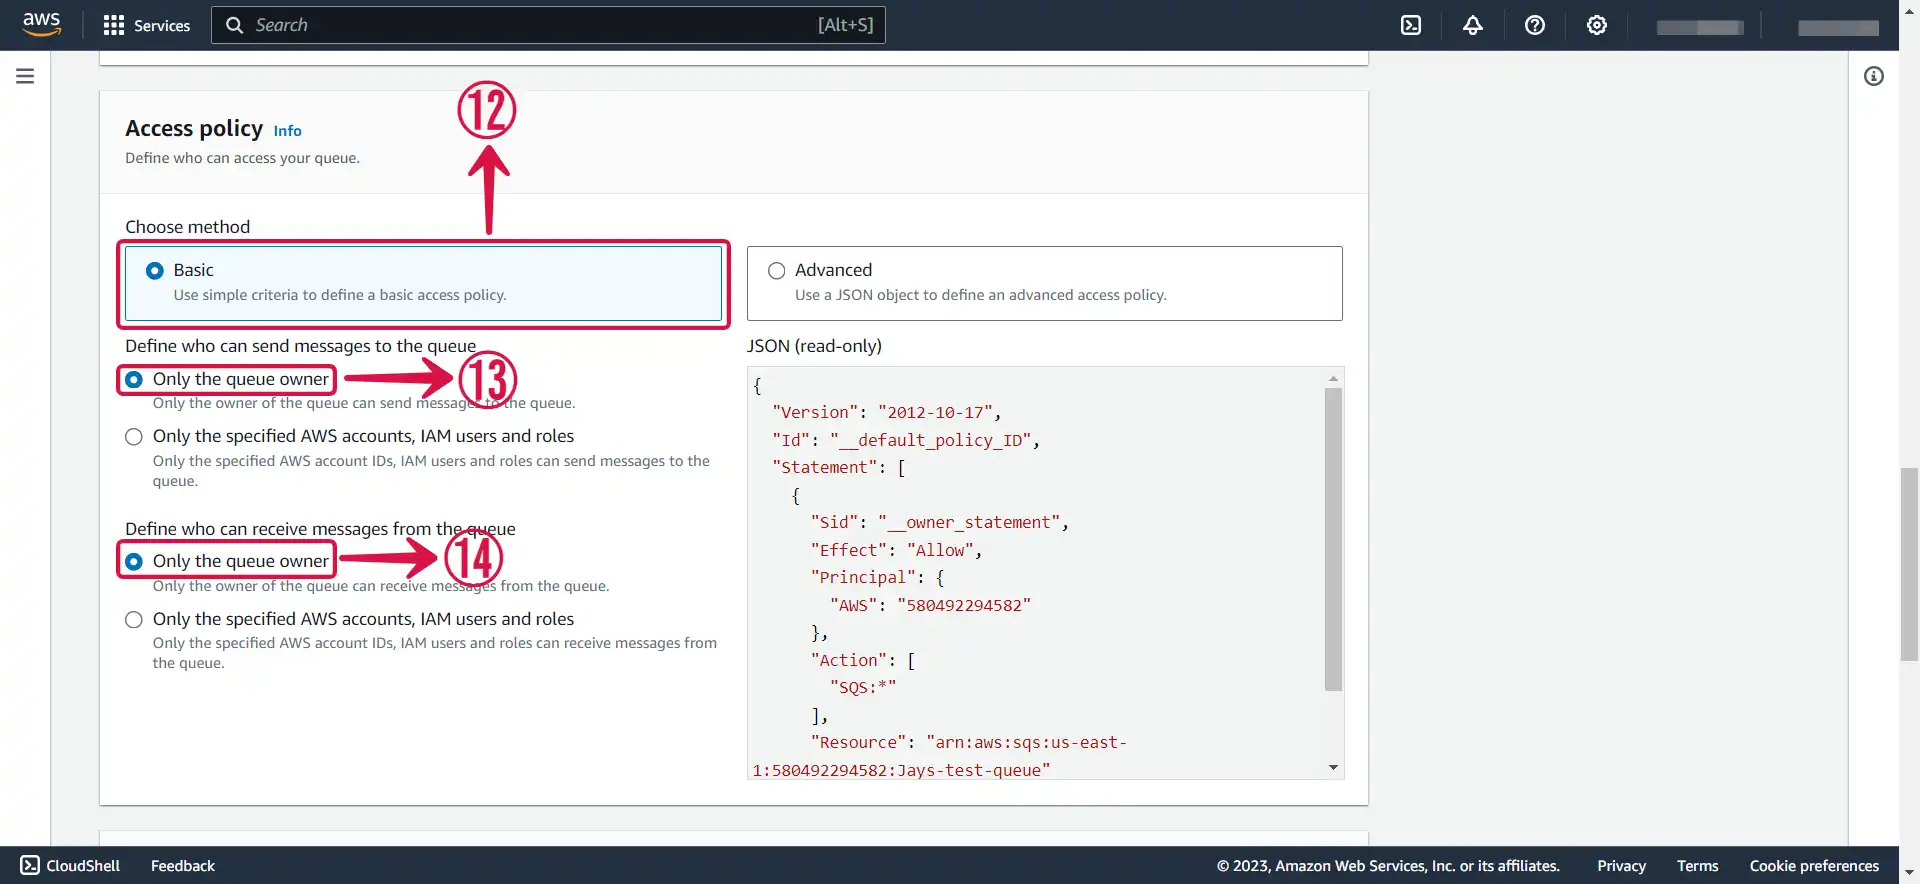 aws
Services
Search
[Alt+S]
Access policy Info
Define who can access your queue.
12
Choose method
Basic
Use simple criteria to define a basic access policy.
Advanced
Use a JSON object to define an advanced access policy.
Define who can send messages to the queue
Only the queue owner
13
Only the owner of the queue can send messages to the queue.
Only the specified AWS accounts, IAM users and roles
Only the specified AWS account IDs, IAM users and roles can send messages to the
queue.
Define who can receive messages from the queue
Only the queue owner
14
Only the owner of the queue can receive messages from the queue.
Only the specified AWS accounts, IAM users and roles
Only the specified AWS account IDs, IAM users and roles can receive messages from
the queue.
JSON (read-only)
{
"Version": "2012-10-17",
"Id": "__default_policy_ID",
"Statement": [
{
"Sid": "__owner_statement",
"Effect": "Allow",
"Principal": {
"AWS": "580492294582"
},
"Action": [
"SQS:*"
],
"Resource": "arn:aws:sqs:us-east-
1:580492294582:Jays-test-queue"
CloudShell
Feedback
© 2023, Amazon Web Services, Inc. or its affiliates.
Privacy
Terms
Cookie preferences